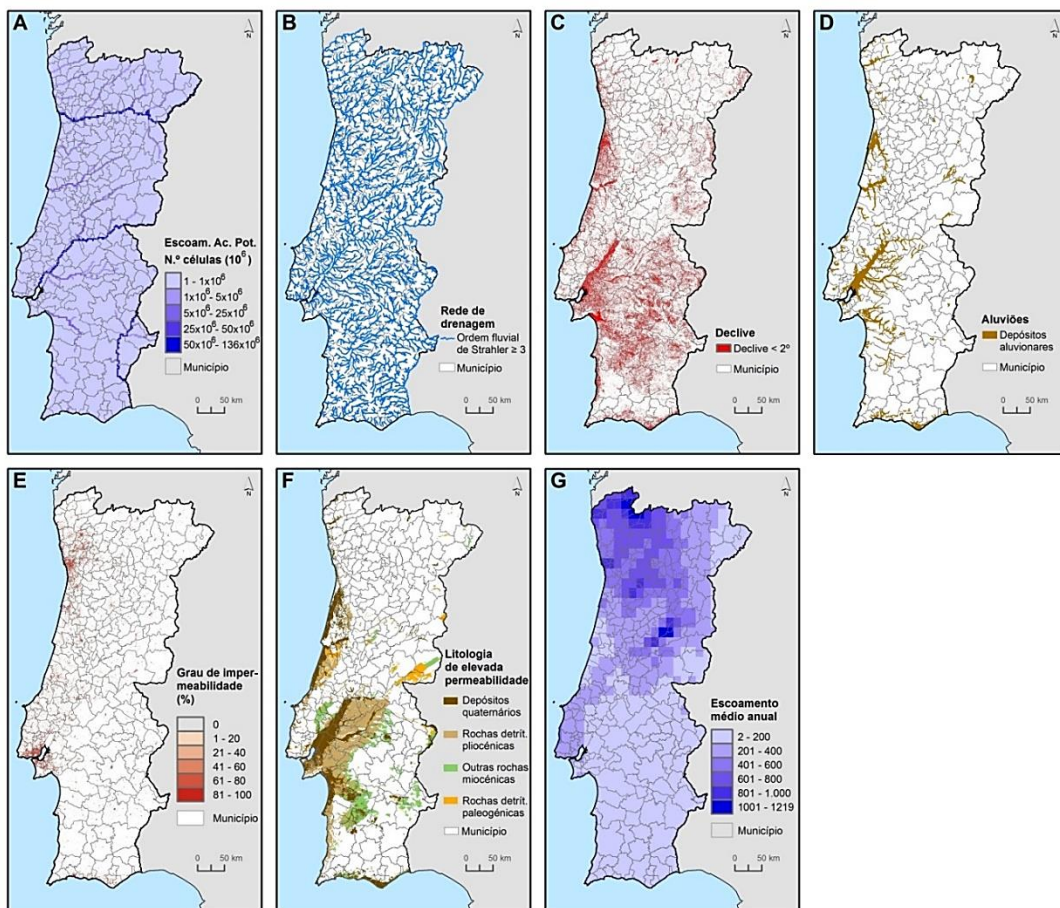 A
N
Escoam. Ac. Pot.
N.º células (10⁶)
1 - 1x10⁶
1x10⁶- 5x10⁶
5x10⁶- 25x10⁶
25x10⁶- 50x10⁶
50x10⁶- 136x10⁶
Município
0 50 km
B
N
Rede de
drenagem
Ordem fluvial
de Strahler ≥ 3
Município
0 50 km
C
N
Declive
Declive < 2º
Município
0 50 km
D
N
Aluviões
Depósitos
aluvionares
Município
0 50 km
E
N
Grau de imper-
meabilidade
(%)
0
1 - 20
21 - 40
41 - 60
61 - 80
81 - 100
Município
0 50 km
F
N
Litologia
de elevada
permeabilidade
Depósitos
quaternários
Rochas detrít.
pliocénicas
Outras rochas
miocénicas
Rochas detrít.
paleogénicas
Município
0 50 km
G
N
Escoamento
médio anual
2 - 200
201 - 400
401 - 600
601 - 800
801 - 1.000
1001 - 1219
Município
0 50 km